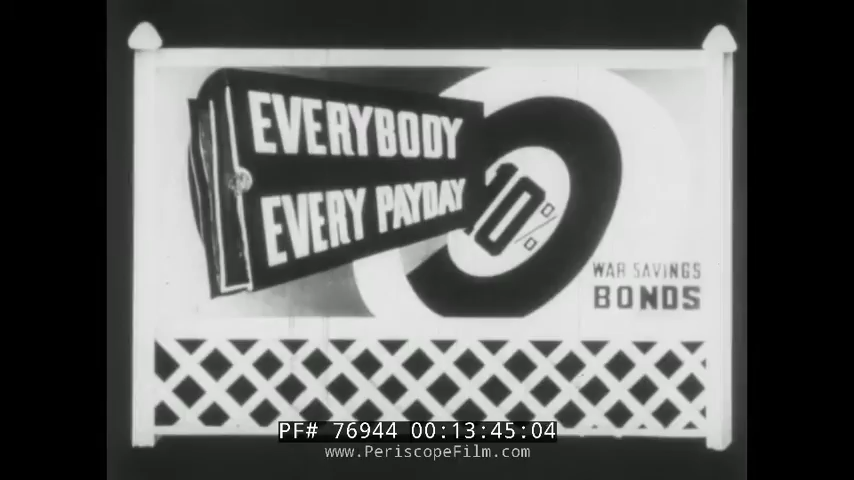 EVERYBODY
EVERY PAYDAY
10%
WAR SAVINGS
BONDS
PF# 76944 00:13:45:04
www.PeriscopeFilm.com